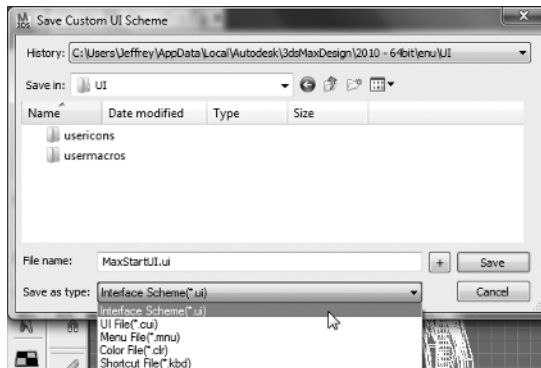 Save Custom UI Scheme
History: C:\Users\Jeffrey\AppData\Local\Autodesk\3dsMaxDesign\2010 - 64bit\enu\UI
Save in: UI
Name Date modified Type Size
usericons
usermacros
File name: MaxStartUI.ui + Save
Save as type: Interface Scheme(*.ui) Cancel
Interface Scheme(*.ui)
UI File(*.cui)
Menu File(*.mnu)
Color File(*.clr)
Shortcut File(*.kbd)